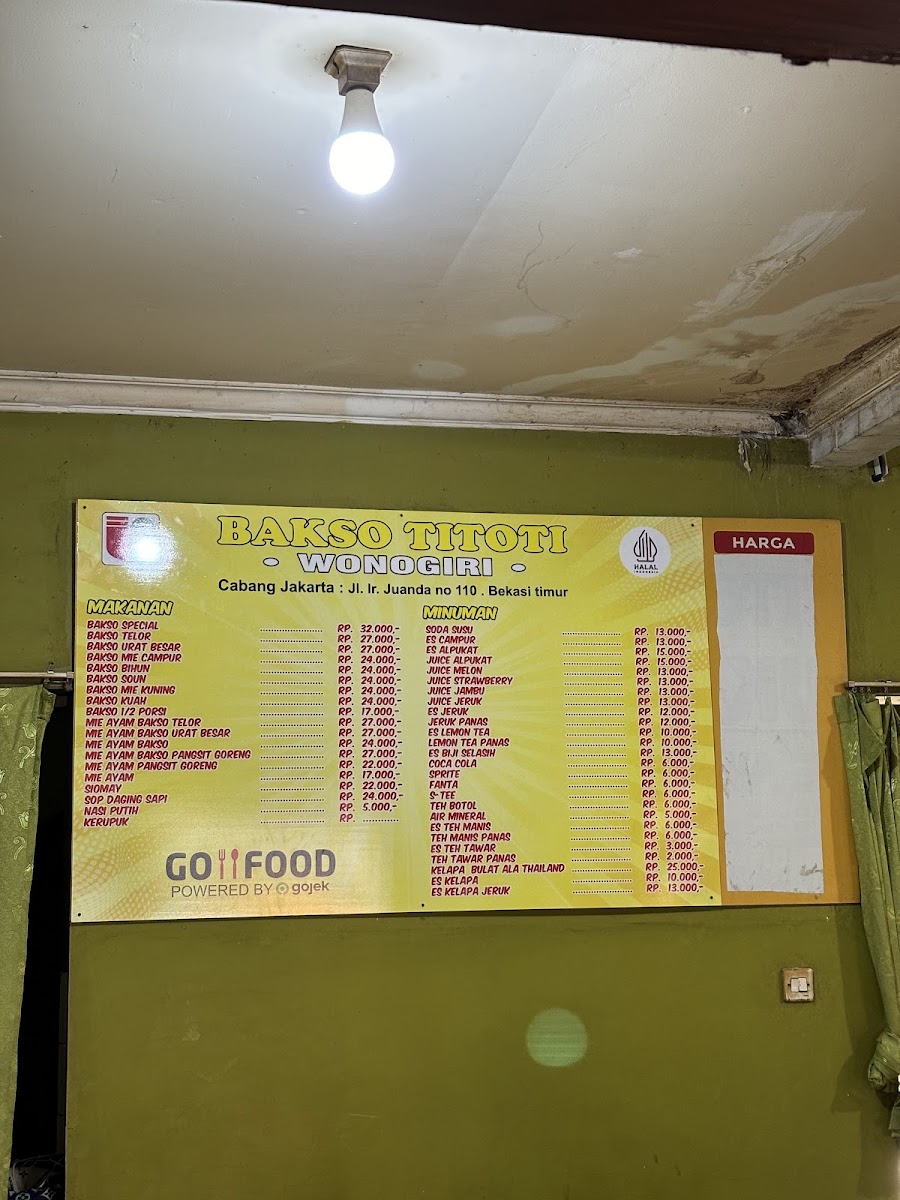 BAKSO TITOTI
• WONOGIRI •
Cabang Jakarta : Jl. Ir. Juanda no 110 . Bekasi timur
HALAL
INDONESIA
HARGA
MAKANAN
BAKSO SPECIAL ............... RP. 32.000,-
BAKSO TELOR ............... RP. 27.000,-
BAKSO URAT BESAR ............... RP. 27.000,-
BAKSO MIE CAMPUR ............... RP. 24.000,-
BAKSO BIHUN ............... RP. 24.000,-
BAKSO SOUN ............... RP. 24.000,-
BAKSO MIE KUNING ............... RP. 24.000,-
BAKSO KUAH ............... RP. 24.000,-
BAKSO 1/2 PORSI ............... RP. 17.000,-
MIE AYAM BAKSO TELOR ............... RP. 27.000,-
MIE AYAM BAKSO URAT BESAR ............... RP. 27.000,-
MIE AYAM BAKSO ............... RP. 24.000,-
MIE AYAM BAKSO PANGSIT GORENG ............... RP. 27.000,-
MIE AYAM PANGSIT GORENG ............... RP. 22.000,-
MIE AYAM ............... RP. 17.000,-
SIOMAY ............... RP. 22.000,-
SOP DAGING SAPI ............... RP. 24.000,-
NASI PUTIH ............... RP. 5.000,-
KERUPUK ............... RP. ............
GO FOOD
POWERED BY gojek
MINUMAN
SODA SUSU ............... RP. 13.000,-
ES CAMPUR ............... RP. 13.000,-
ES ALPUKAT ............... RP. 15.000,-
JUICE ALPUKAT ............... RP. 15.000,-
JUICE MELON ............... RP. 13.000,-
JUICE STRAWBERRY ............... RP. 13.000,-
JUICE JAMBU ............... RP. 13.000,-
JUICE JERUK ............... RP. 13.000,-
ES JERUK ............... RP. 12.000,-
JERUK PANAS ............... RP. 12.000,-
ES LEMON TEA ............... RP. 10.000,-
LEMON TEA PANAS ............... RP. 10.000,-
ES BIJI SELASIH ............... RP. 13.000,-
COCA COLA ............... RP. 6.000,-
SPRITE ............... RP. 6.000,-
FANTA ............... RP. 6.000,-
S-TEE ............... RP. 6.000,-
TEH BOTOL ............... RP. 6.000,-
AIR MINERAL ............... RP. 5.000,-
ES TEH MANIS ............... RP. 6.000,-
TEH MANIS PANAS ............... RP. 6.000,-
ES TEH TAWAR ............... RP. 3.000,-
TEH TAWAR PANAS ............... RP. 2.000,-
KELAPA BULAT ALA THAILAND ............... RP. 25.000,-
ES KELAPA ............... RP. 10.000,-
ES KELAPA JERUK ............... RP. 13.000,-